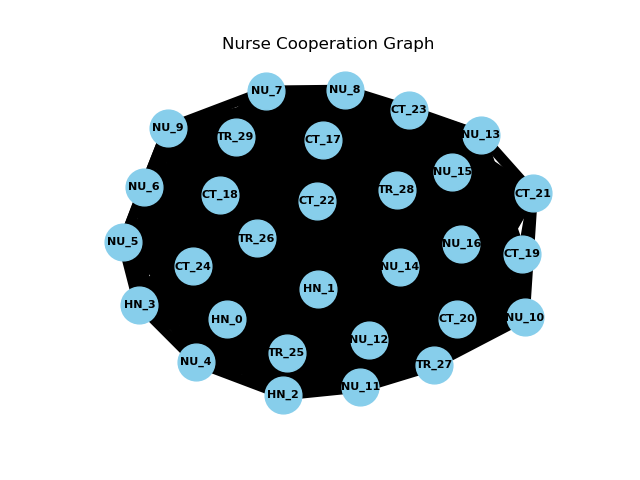 Nurse Cooperation Graph
NU_7
NU_8
CT_23
NU_9
TR_29
CT_17
NU_13
NU_15
NU_6
CT_18
CT_22
TR_28
CT_21
NU_5
TR_26
NU_16
CT_19
CT_24
NU_14
HN_1
HN_3
HN_0
CT_20
NU_10
NU_12
TR_25
NU_4
TR_27
HN_2
NU_11